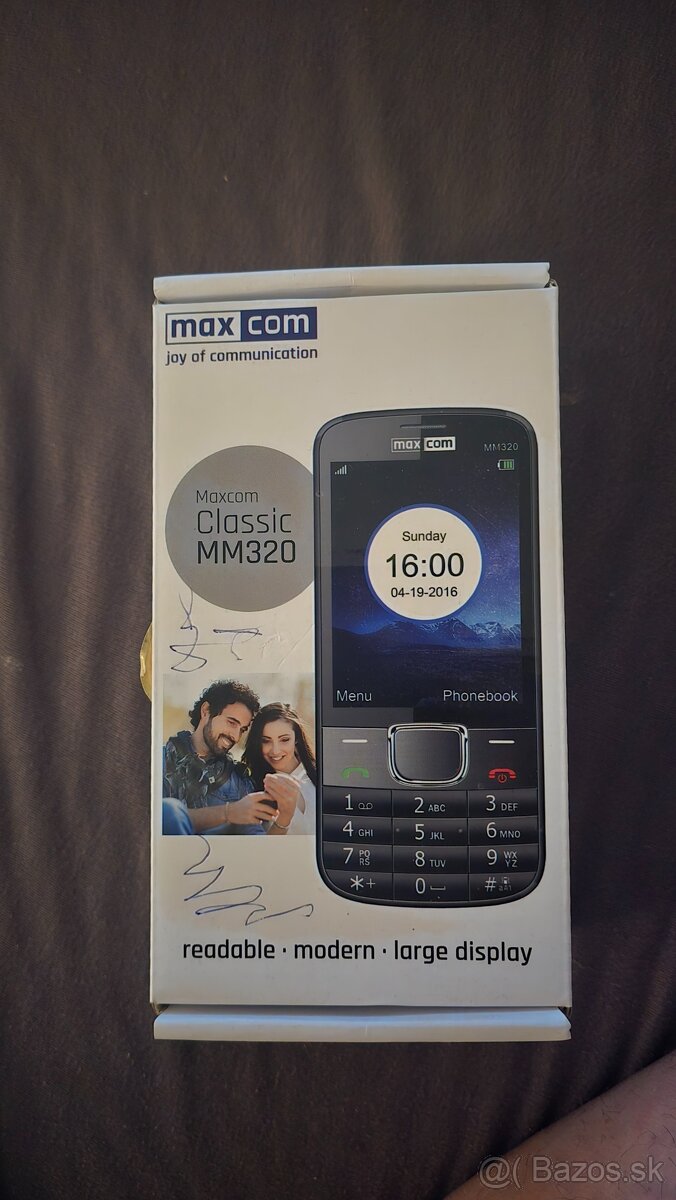 max com
joy of communication
max com
MM320
Maxcom
Classic
MM320
Sunday
16:00
04-19-2016
Menu
Phonebook
1
2 ABC
3 DEF
4 GHI
5 JKL
6 MNO
7 PQ RS
8 TUV
9 WX YZ
*+
0
#
readable · modern · large display
@( Bazos.sk